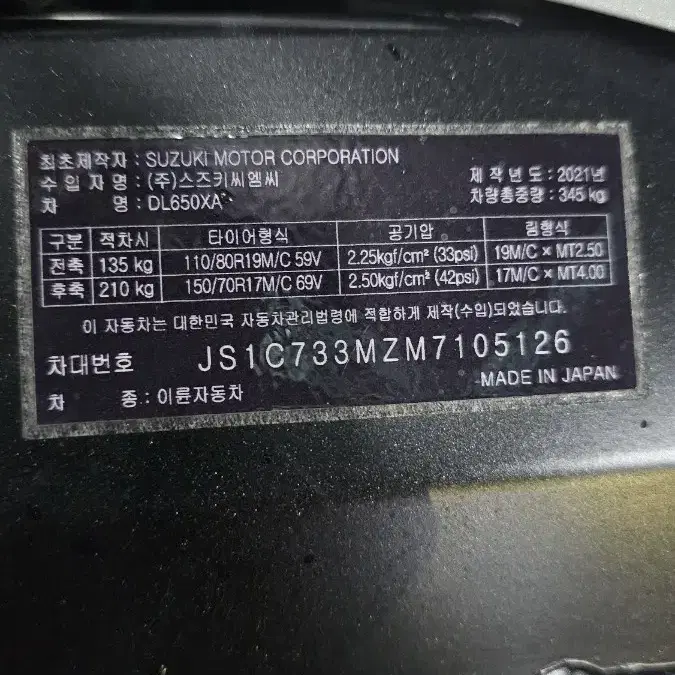 최초제작자 : SUZUKI MOTOR CORPORATION
수 입 자 명 : (주)스즈키씨엠씨 제 작 년 도 : 2021년
차 명 : DL650XA 차량총중량 : 345 kg
구분 적차시 타이어형식 공기압 림형식
전축 135 kg 110/80R19M/C 59V 2.25kgf/cm² (33psi) 19M/C × MT2.50
후축 210 kg 150/70R17M/C 69V 2.50kgf/cm² (42psi) 17M/C × MT4.00
이 자동차는 대한민국 자동차관리법령에 적합하게 제작(수입)되었습니다.
차대번호 JS1C733MZM7105126
MADE IN JAPAN
차 종 : 이륜자동차